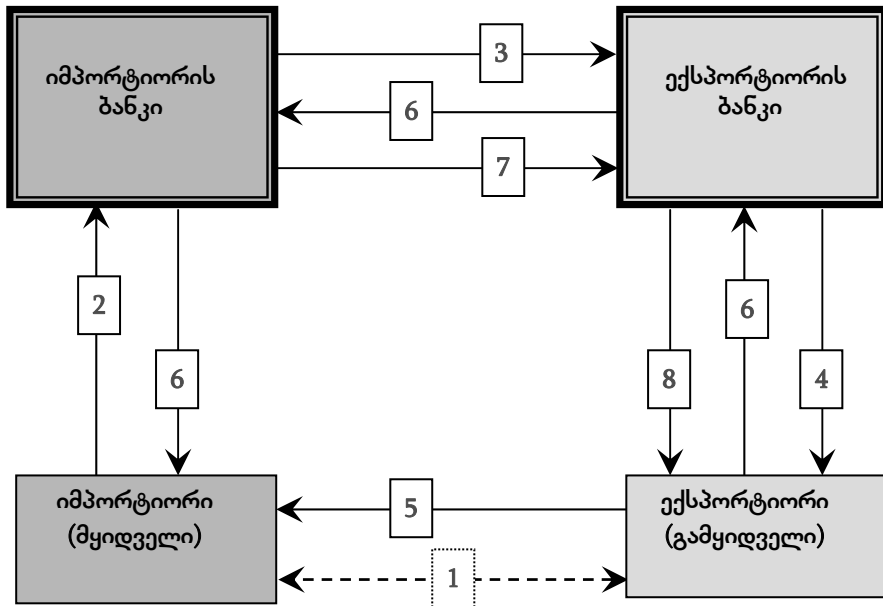 იმპორტიორის
ბანკი
3
ექსპორტიორის
ბანკი
6
7
2
6
8
6
4
იმპორტიორი
(მყიდველი)
5
ექსპორტიორი
(გამყიდველი)
1